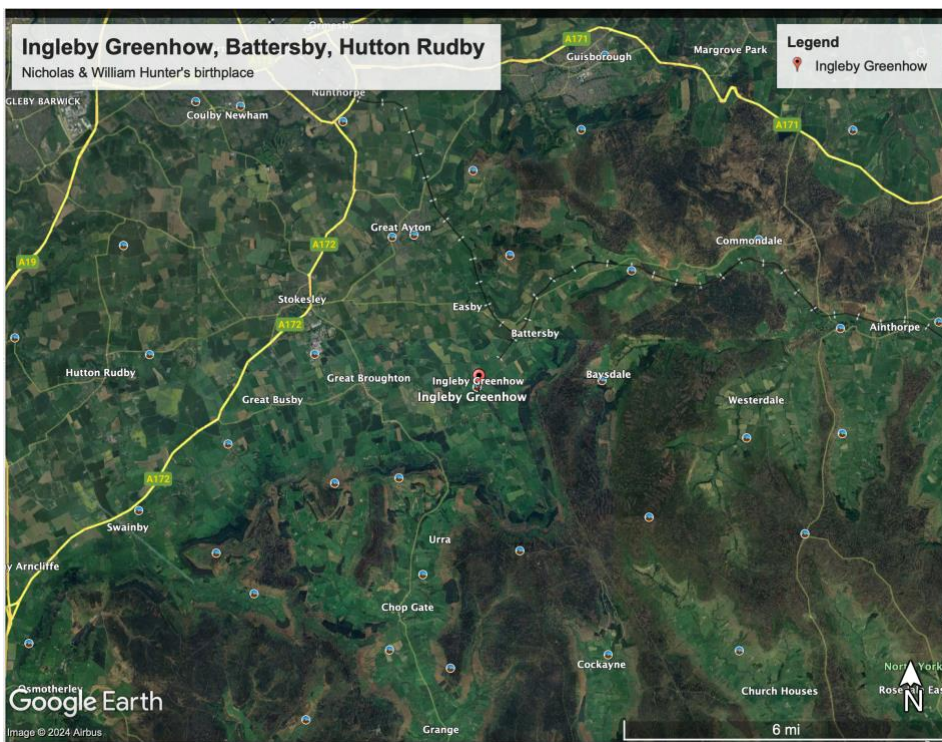 Ingleby Greenhow, Battersby, Hutton Rudby
Nicholas & William Hunter's birthplace
Legend
Ingleby Greenhow
A171
Guisborough
Margrove Park
Nunthorpe
GLEBY BARWICK
Coulby Newham
A171
Great Ayton
A172
Commondale
A19
Stokesley
Easby
A172
Battersby
Ainthorpe
Hutton Rudby
Great Broughton
Ingleby Greenhow
Baysdale
Great Busby
Ingleby Greenhow
Westerdale
A172
Swainby
Urra
y Arncliffe
Chop Gate
Cockayne
North York
Osmotherley
Church Houses
N
Google Earth
Grange
6 mi
Image © 2024 Airbus